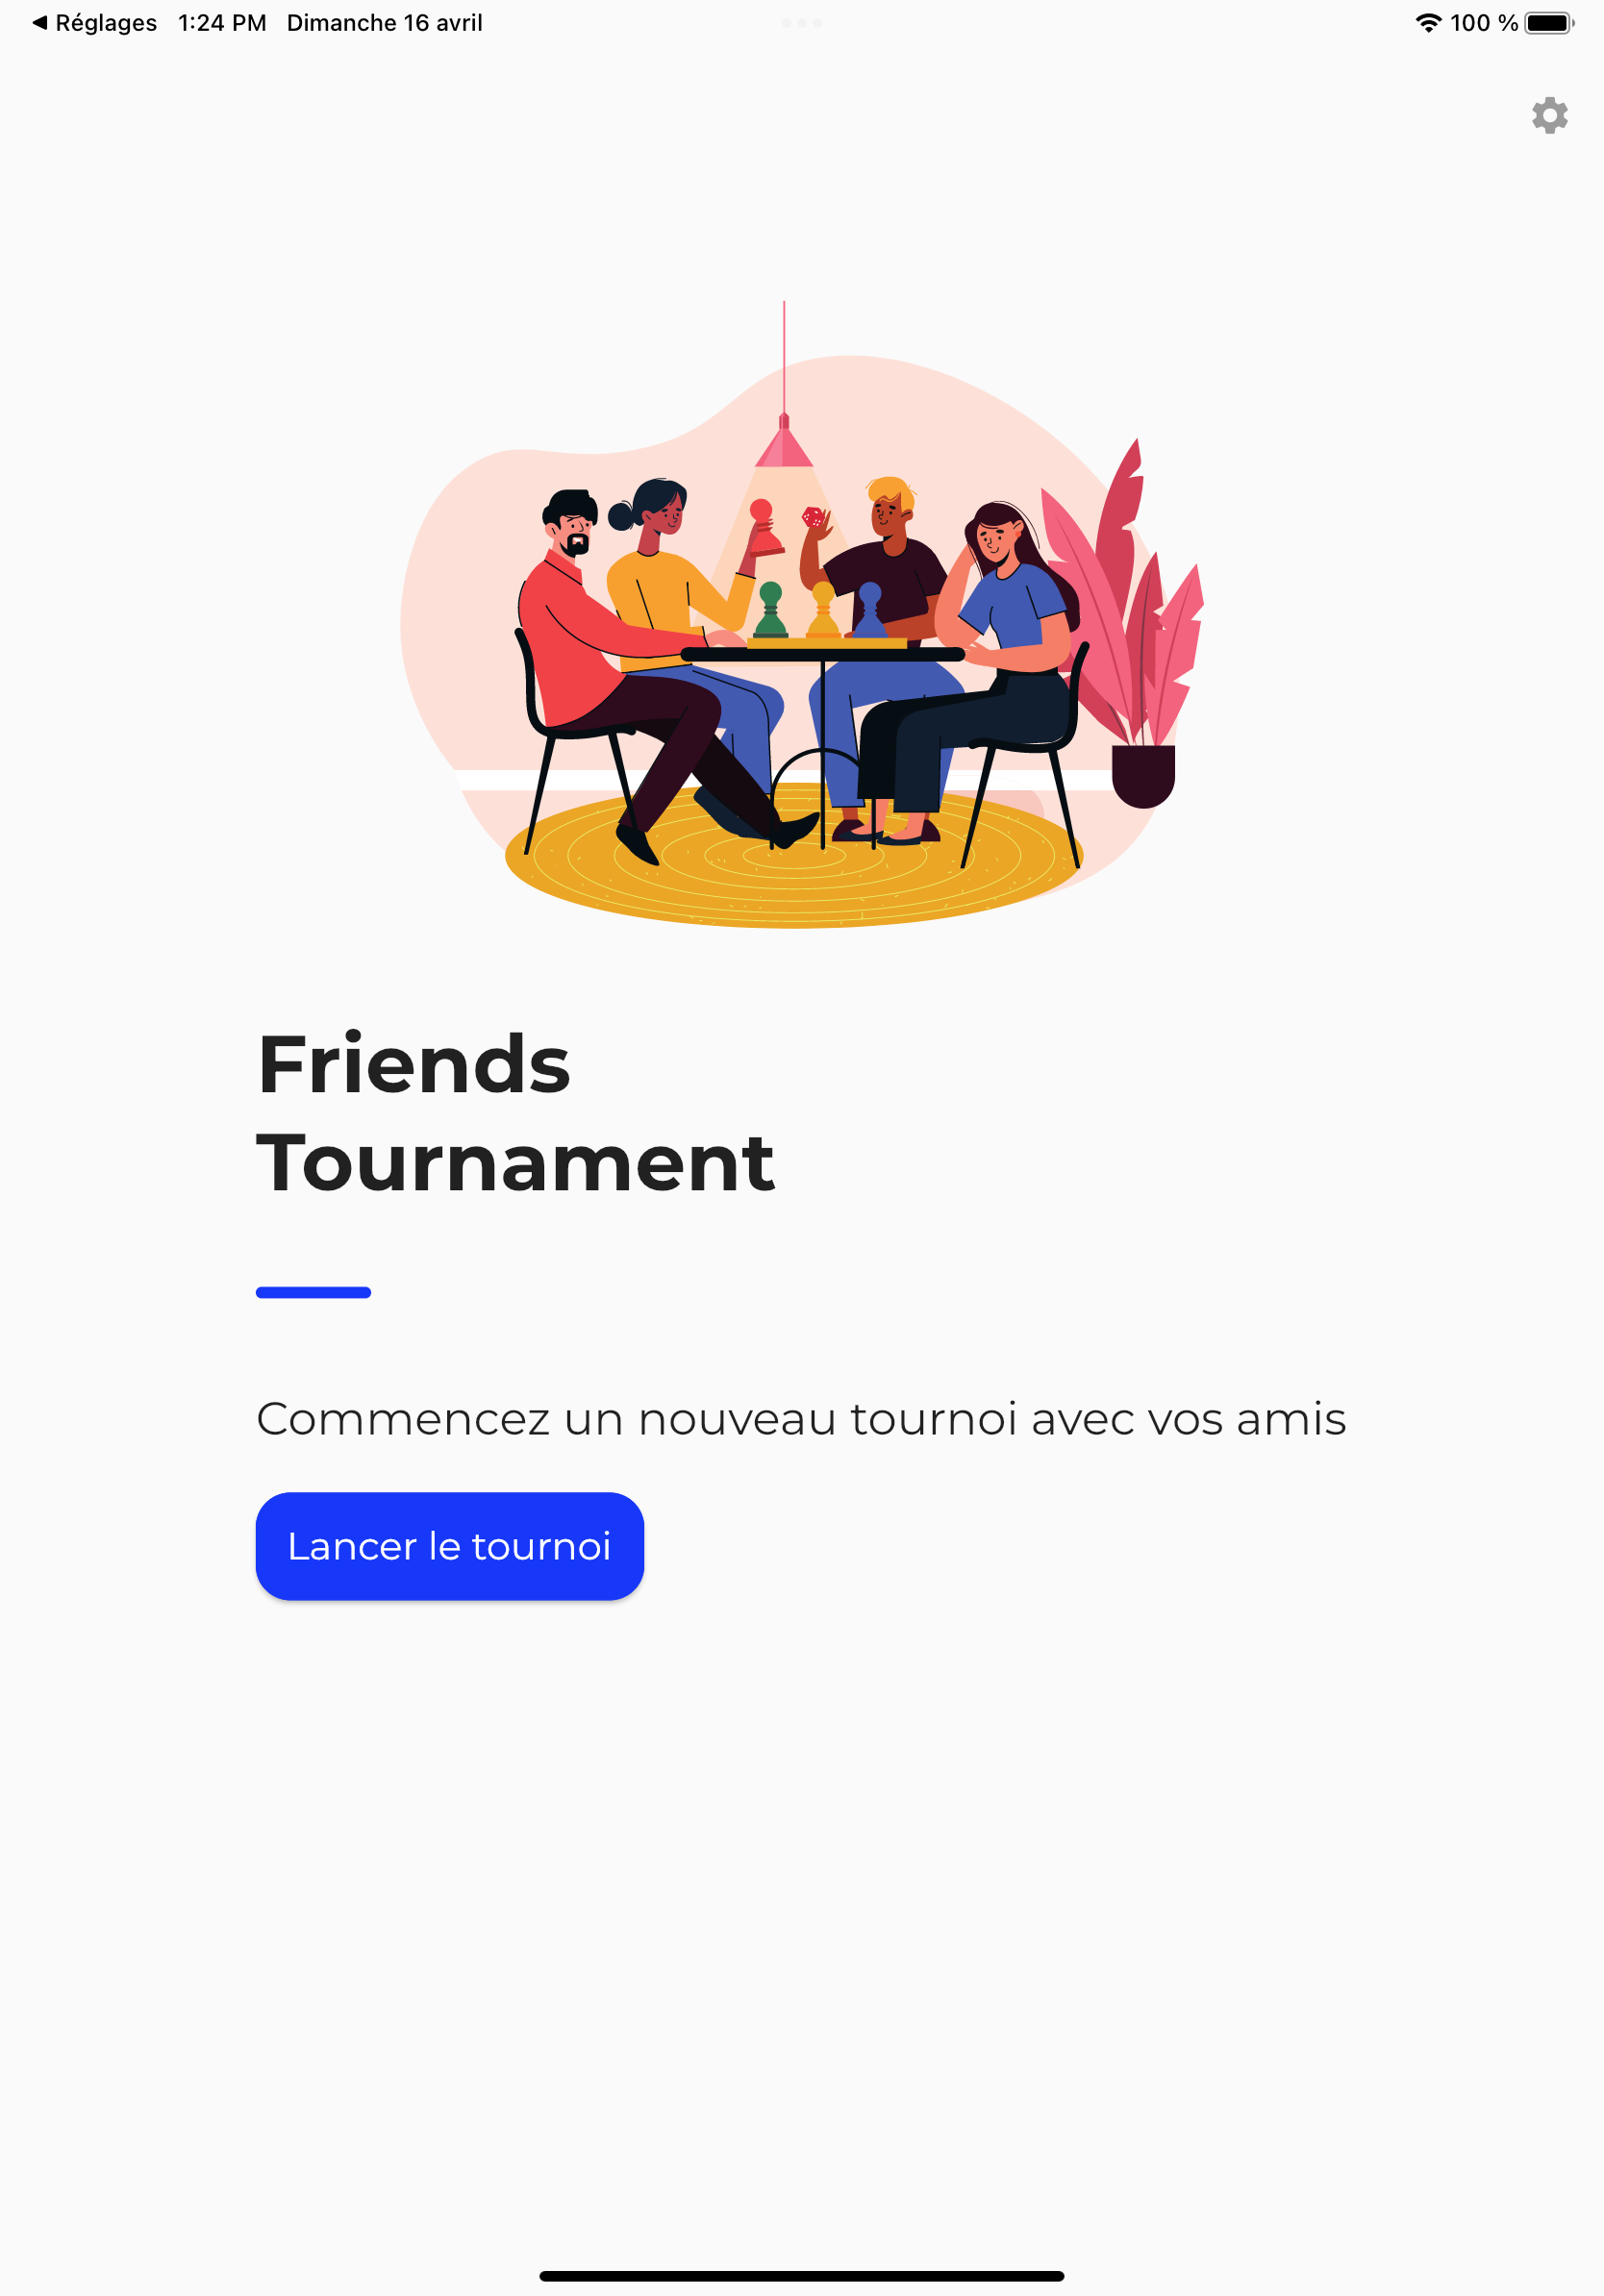 ◀ Réglages 1:24 PM Dimanche 16 avril 100 %
Friends
Tournament
Commencez un nouveau tournoi avec vos amis
Lancer le tournoi